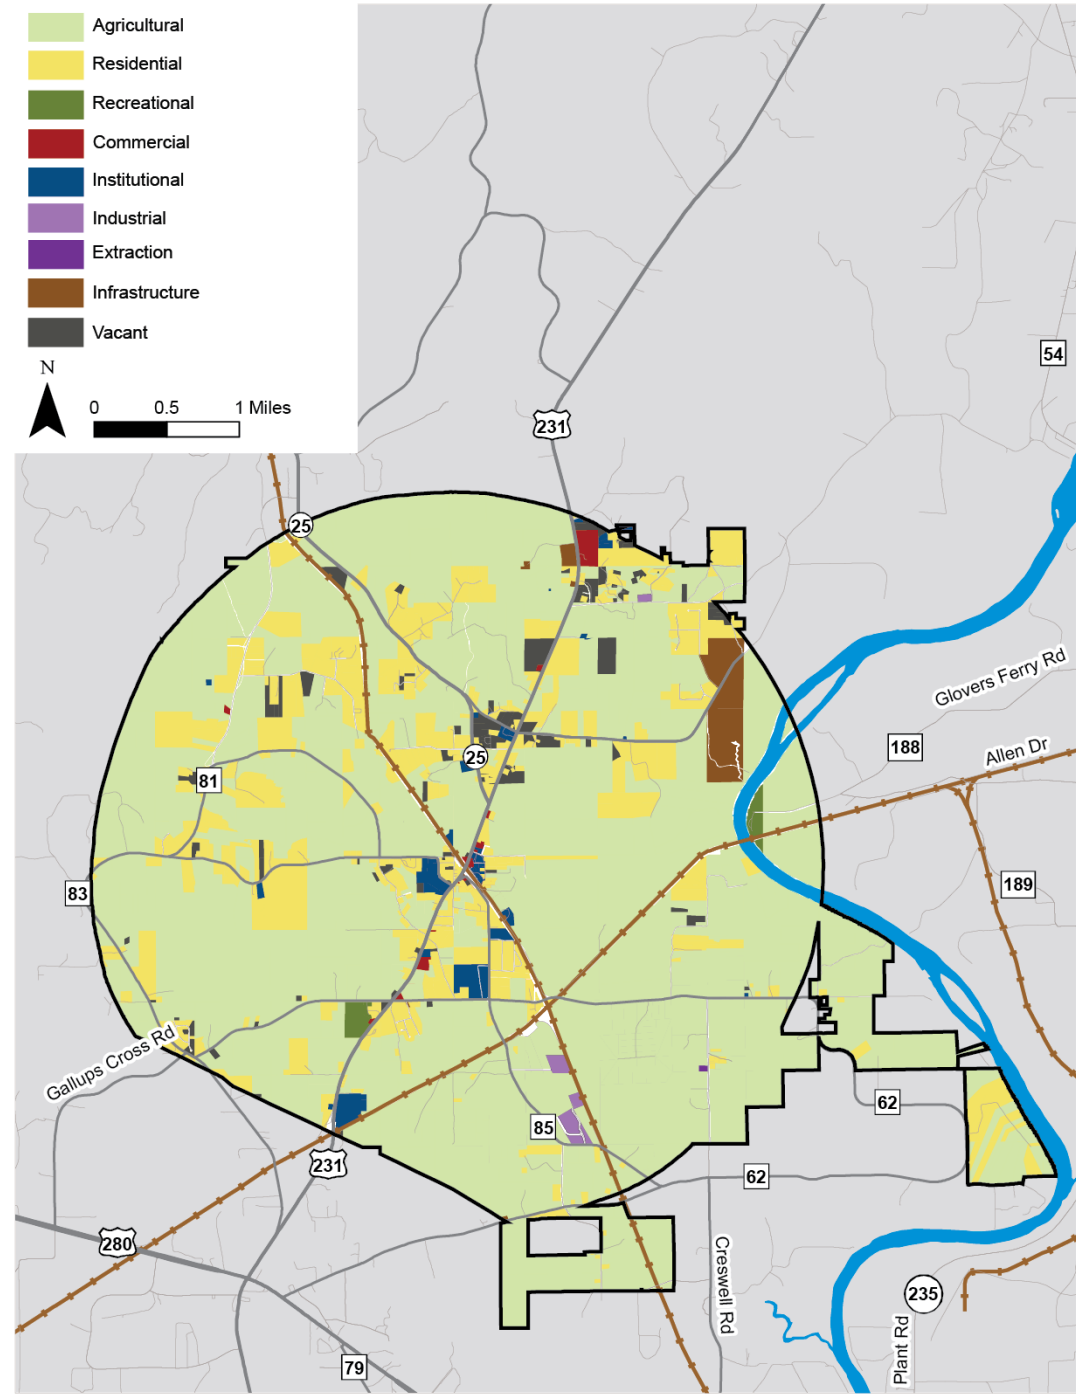 Agricultural
Residential
Recreational
Commercial
Institutional
Industrial
Extraction
Infrastructure
Vacant
N
0 0.5 1 Miles
54
231
25
Glovers Ferry Rd
188
Allen Dr
25
81
83
189
Gallups Cross Rd
62
85
231
62
280
Creswell Rd
235
Plant Rd
79